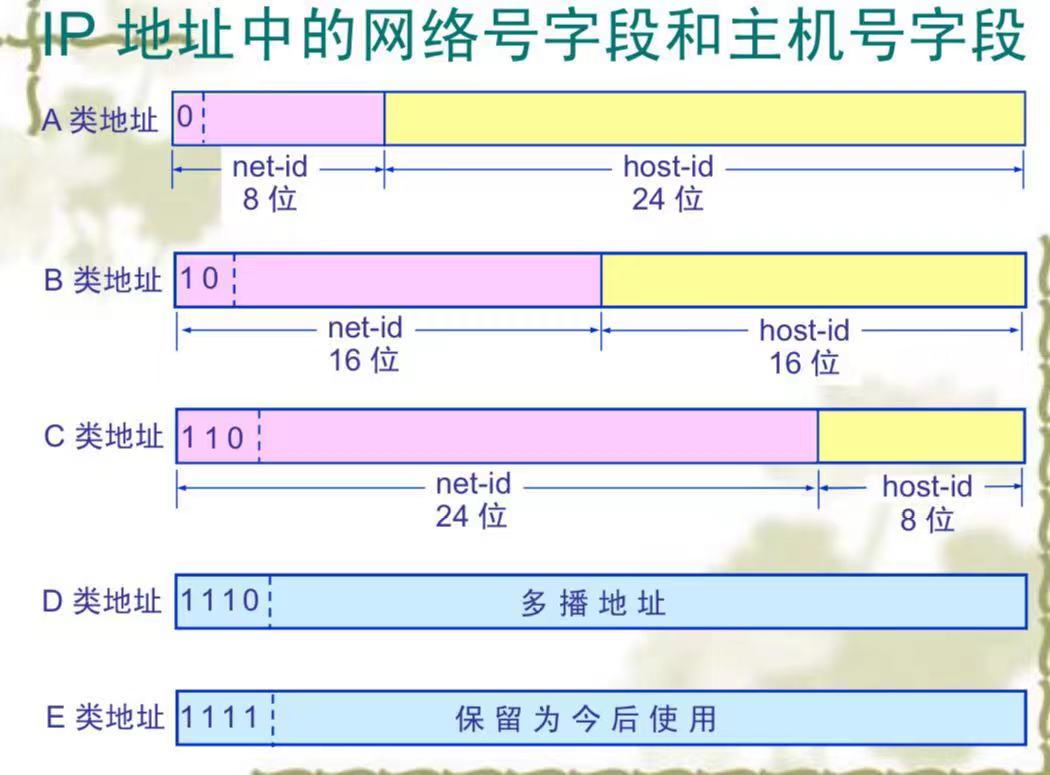 IP 地址中的网络号字段和主机号字段
A 类地址 0
net-id host-id
8 位 24 位
B 类地址 1 0
net-id host-id
16 位 16 位
C 类地址 1 1 0
net-id host-id
24 位 8 位
D 类地址 1 1 1 0 多播地址
E 类地址 1 1 1 1 保留为今后使用